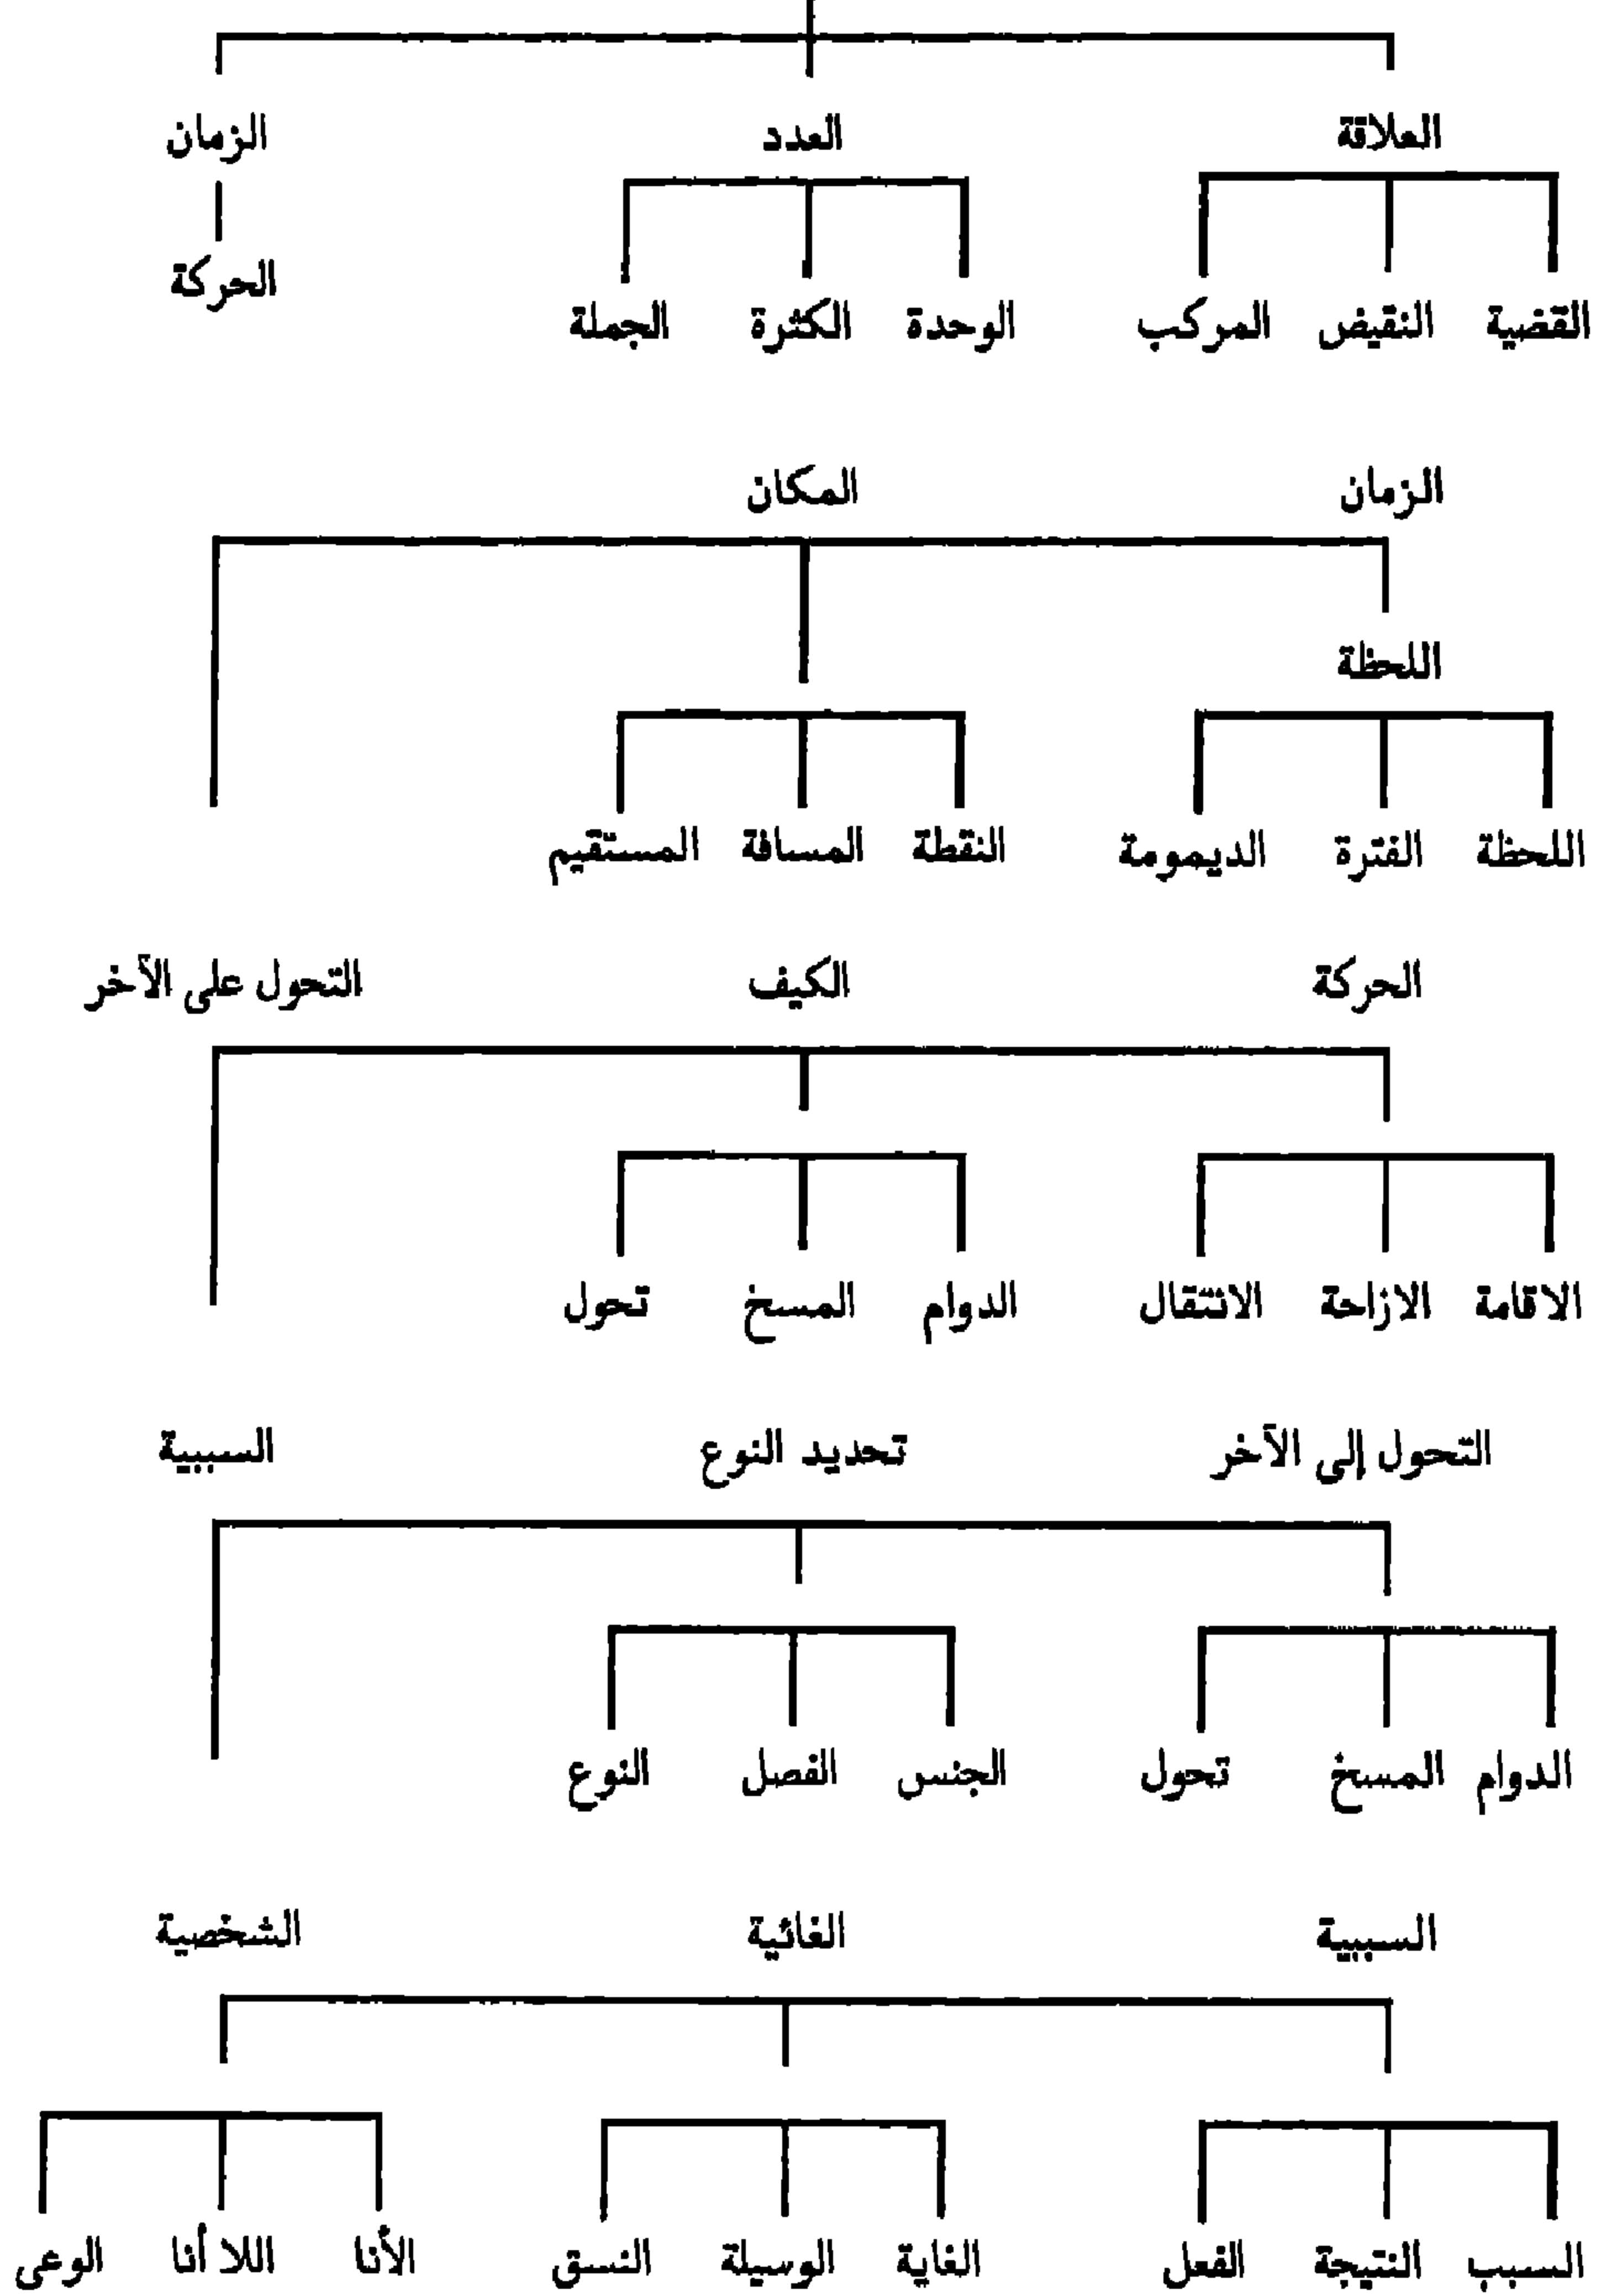 العلاقة العدد الزمان
الحركة
القضية النقيض المركب الوحدة الكثرة الجملة
الزمان المكان
اللحظة
اللحظة الفترة الديمومة النقطة المسافة المستقيم
الحركة الكيف التحول على الآخر
الاقامة الازاحة الانتقال الدوام المسخ تحول
التحول إلى الآخر تحديد النوع السببية
الدوام المسخ تحول الجنس الفصل النوع
السببية الغائية الشخصية
السبب النتيجة الفعل الغاية الوسيلة النسق الأنا اللا أنا الوعى